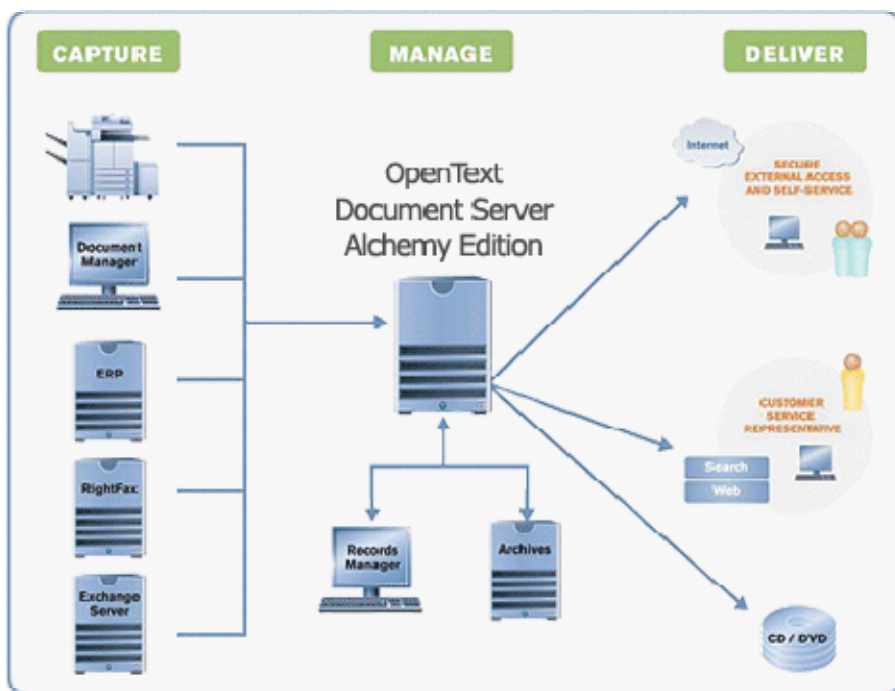 CAPTURE
MANAGE
DELIVER
Document
Manager
ERP
RightFax
Exchange
Server
OpenText
Document Server
Alchemy Edition
Records
Manager
Archives
Internet
SECURE
EXTERNAL ACCESS
AND SELF-SERVICE
CUSTOMER
SERVICE
REPRESENTATIVE
Search
Web
CD / DVD